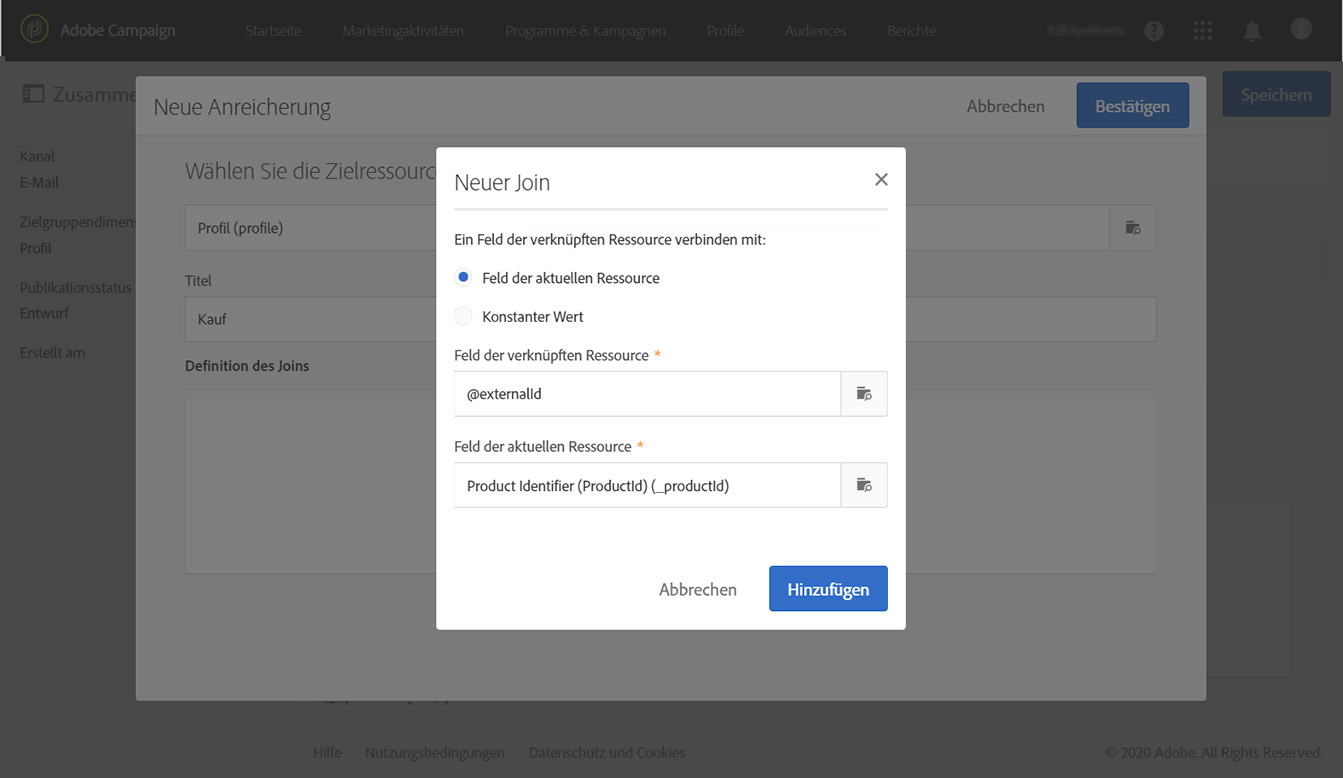 Adobe Campaign
Startseite
Marketingaktivitäten
Programme & Kampagnen
Profile
Audiences
Berichte
Zusamme
Speichern
Neue Anreicherung
Abbrechen
Bestätigen
Kanal
E-Mail
Zielgruppendimens
Profil
Publikationsstatus
Entwurf
Erstellt am
Wählen Sie die Zielressourc
Profil (profile)
Titel
Kauf
Definition des Joins
Neuer Join
Ein Feld der verknüpften Ressource verbinden mit:
Feld der aktuellen Ressource
Konstanter Wert
Feld der verknüpften Ressource *
@externalId
Feld der aktuellen Ressource *
Product Identifier (ProductId) (_productId)
Abbrechen
Hinzufügen
Hilfe
Nutzungsbedingungen
Datenschutz und Cookies
© 2020 Adobe. All Rights Reserved.